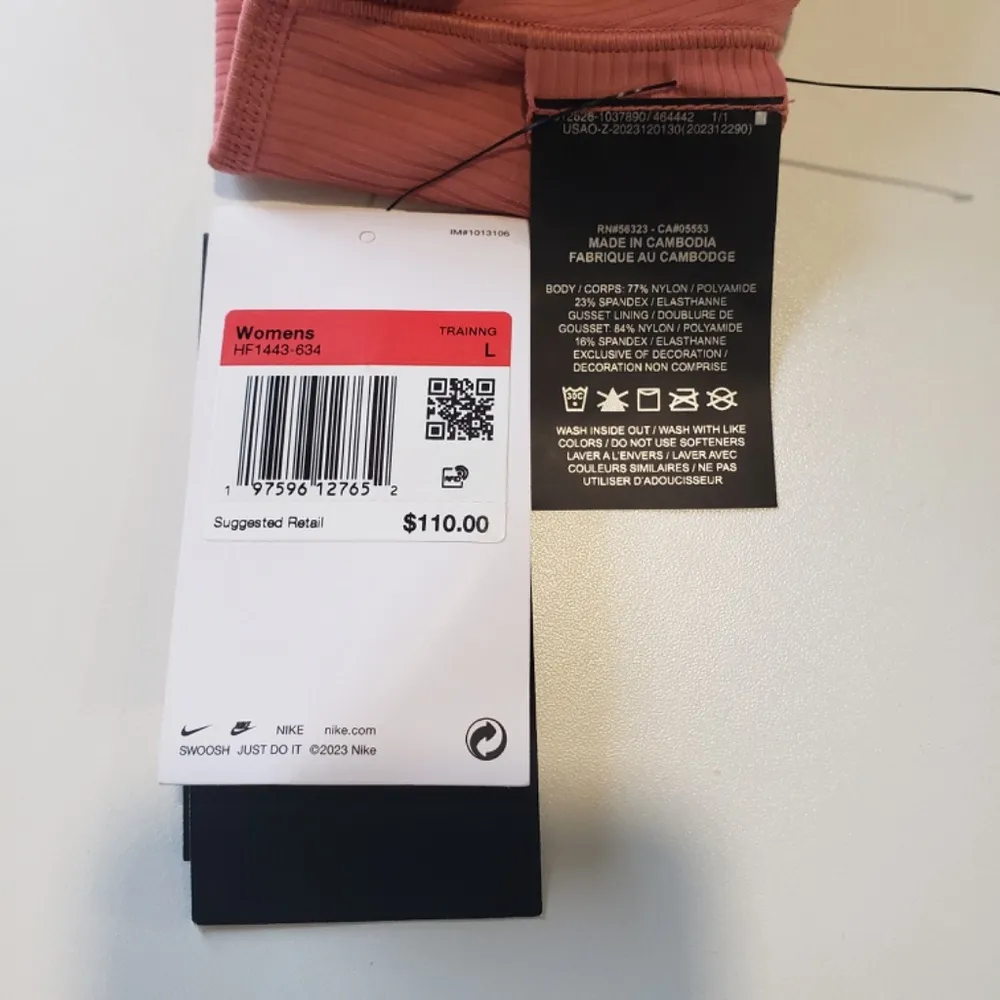 -1037890/464442 1/1
USAO-Z-2023120130(202312290)
RN#56323 - CA#05553
MADE IN CAMBODIA
FABRIQUE AU CAMBODGE
BODY / CORPS: 77% NYLON / POLYAMIDE
23% SPANDEX / ELASTHANNE
GUSSET LINING / DOUBLURE DE
GOUSSET: 84% NYLON / POLYAMIDE
16% SPANDEX / ELASTHANNE
EXCLUSIVE OF DECORATION /
DECORATION NON COMPRISE
30C
WASH INSIDE OUT / WASH WITH LIKE
COLORS / DO NOT USE SOFTENERS
LAVER A L'ENVERS / LAVER AVEC
COULEURS SIMILAIRES / NE PAS
UTILISER D'ADOUCISSEUR
IM#1013106
Womens TRAINNG
HF1443-634 L
1 97596 12765 2
RFID
Suggested Retail $110.00
NIKE nike.com
SWOOSH JUST DO IT ©2023 Nike